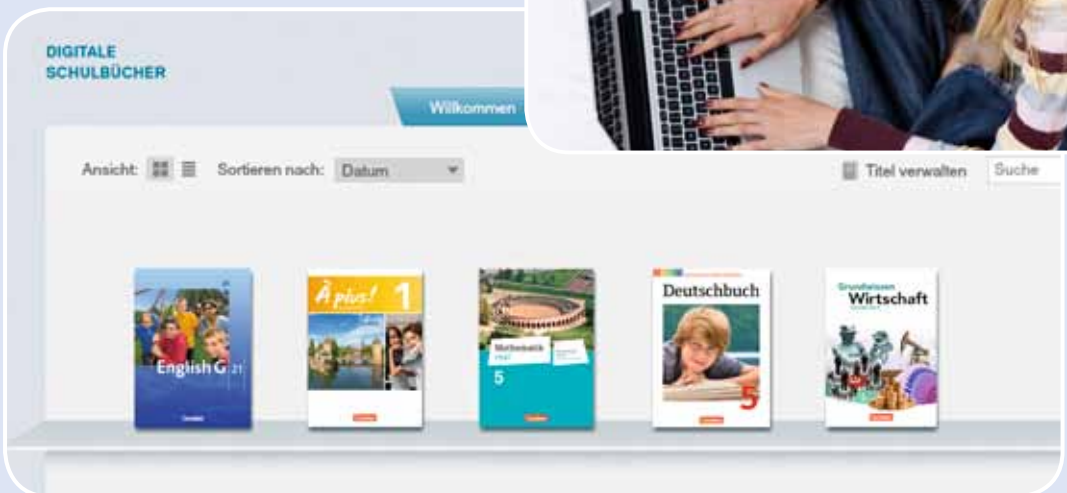 DIGITALE
SCHULBÜCHER
Willkommen
Ansicht:
Sortieren nach: Datum
Titel verwalten
Suche
English G 21
À plus! 1
Mathematik
real
5
Deutschbuch
5
Grundwissen
Wirtschaft